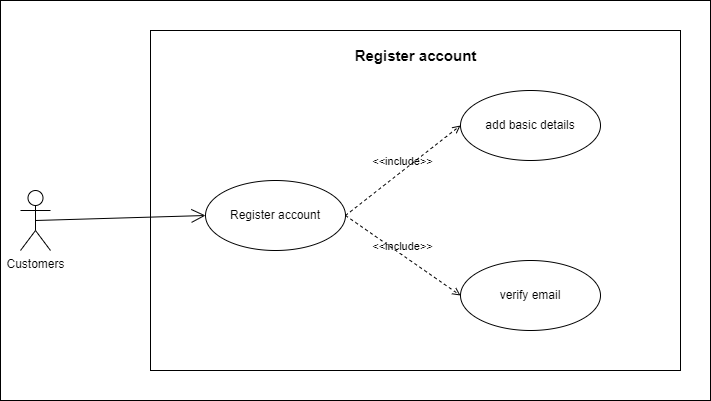 Register account
add basic details
<<include>>
Register account
<<include>>
Customers
verify email